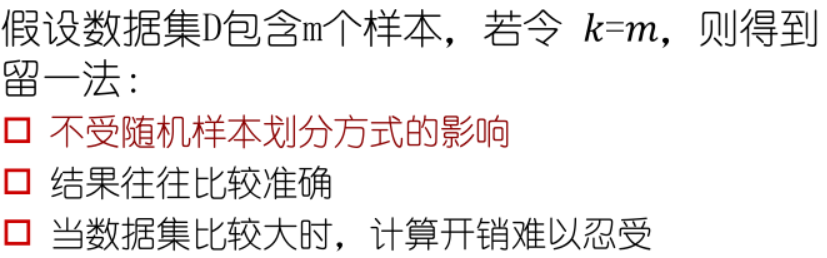 假设数据集D包含m个样本，若令 k=m，则得到
留一法：
不受随机样本划分方式的影响
结果往往比较准确
当数据集比较大时，计算开销难以忍受